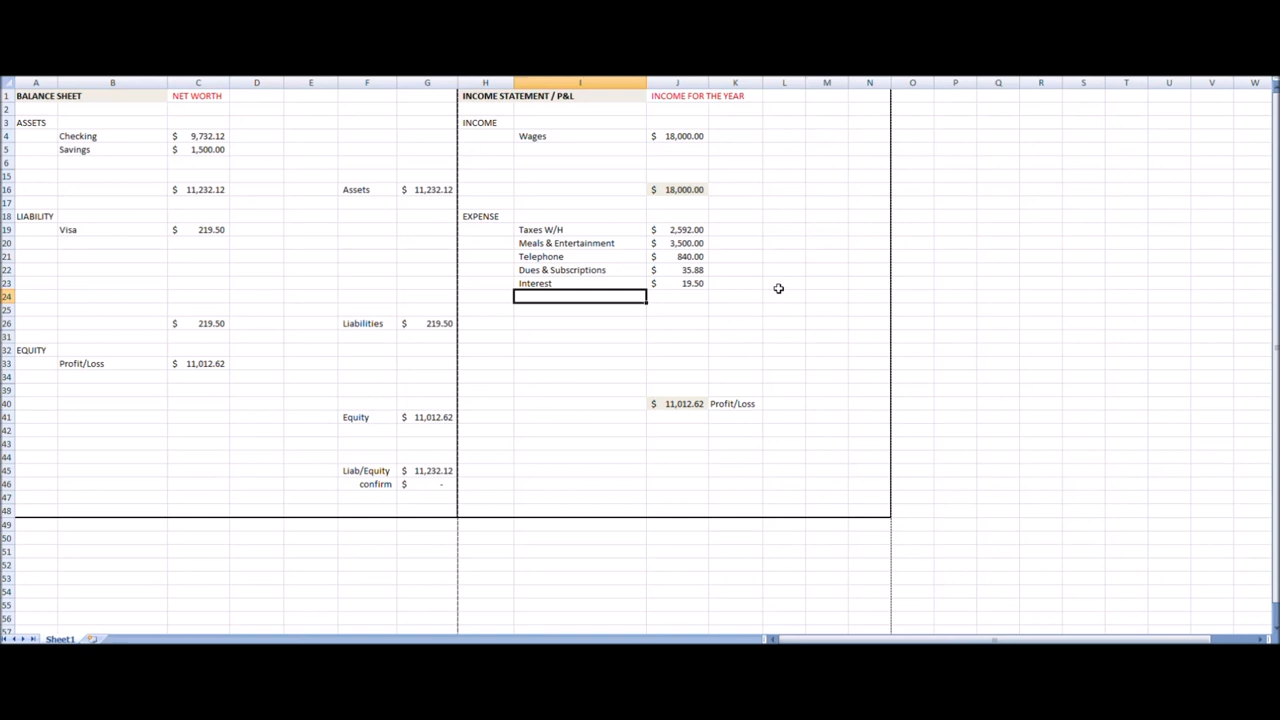 A B C D E F G H I J K L M N O P Q R S T U V W
1 BALANCE SHEET NET WORTH INCOME STATEMENT / P&L INCOME FOR THE YEAR
2
3 ASSETS INCOME
4 Checking $ 9,732.12 Wages $ 18,000.00
5 Savings $ 1,500.00
6
15
16 $ 11,232.12 Assets $ 11,232.12 $ 18,000.00
17
18 LIABILITY EXPENSE
19 Visa $ 219.50 Taxes W/H $ 2,592.00
20 Meals & Entertainment $ 3,500.00
21 Telephone $ 840.00
22 Dues & Subscriptions $ 35.88
23 Interest $ 19.50
24
25
26 $ 219.50 Liabilities $ 219.50
31
32 EQUITY
33 Profit/Loss $ 11,012.62
34
39
40 $ 11,012.62 Profit/Loss
41 Equity $ 11,012.62
42
43
44
45 Liab/Equity $ 11,232.12
46 confirm $ -
47
48
49
50
51
52
53
54
55
56
57
Sheet1